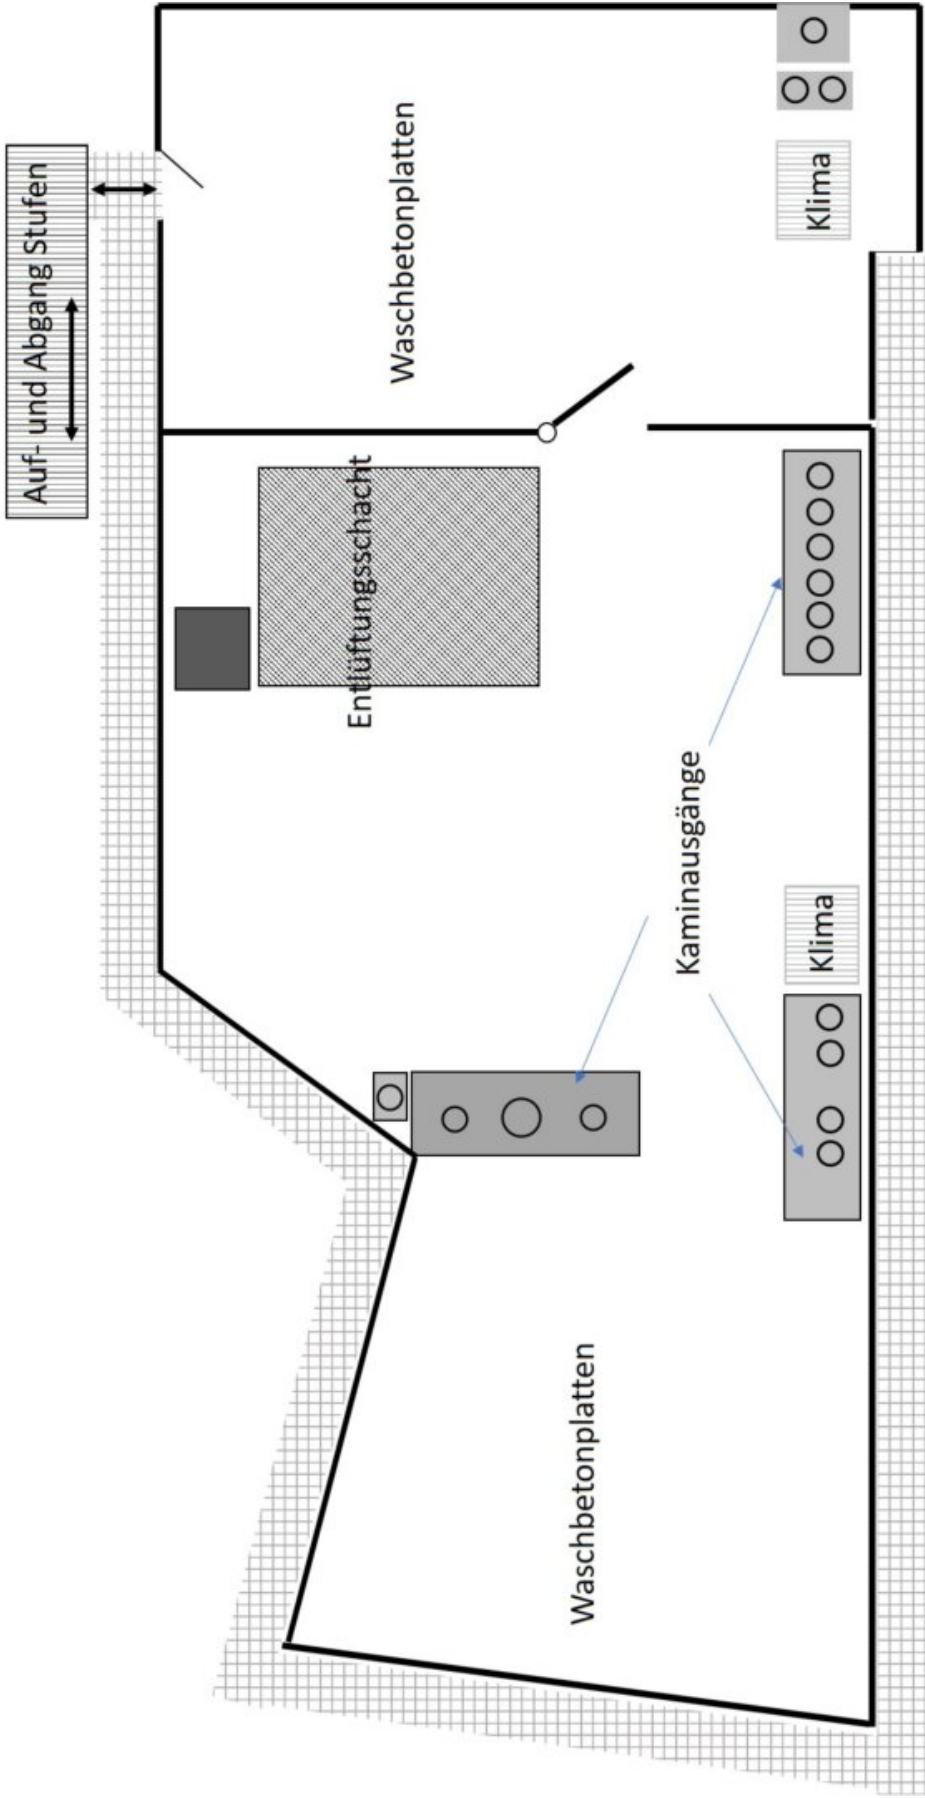 Auf- und Abgang Stufen
Waschbetonplatten
Klima
Entlüftungsschacht
Kaminausgänge
Klima
Waschbetonplatten